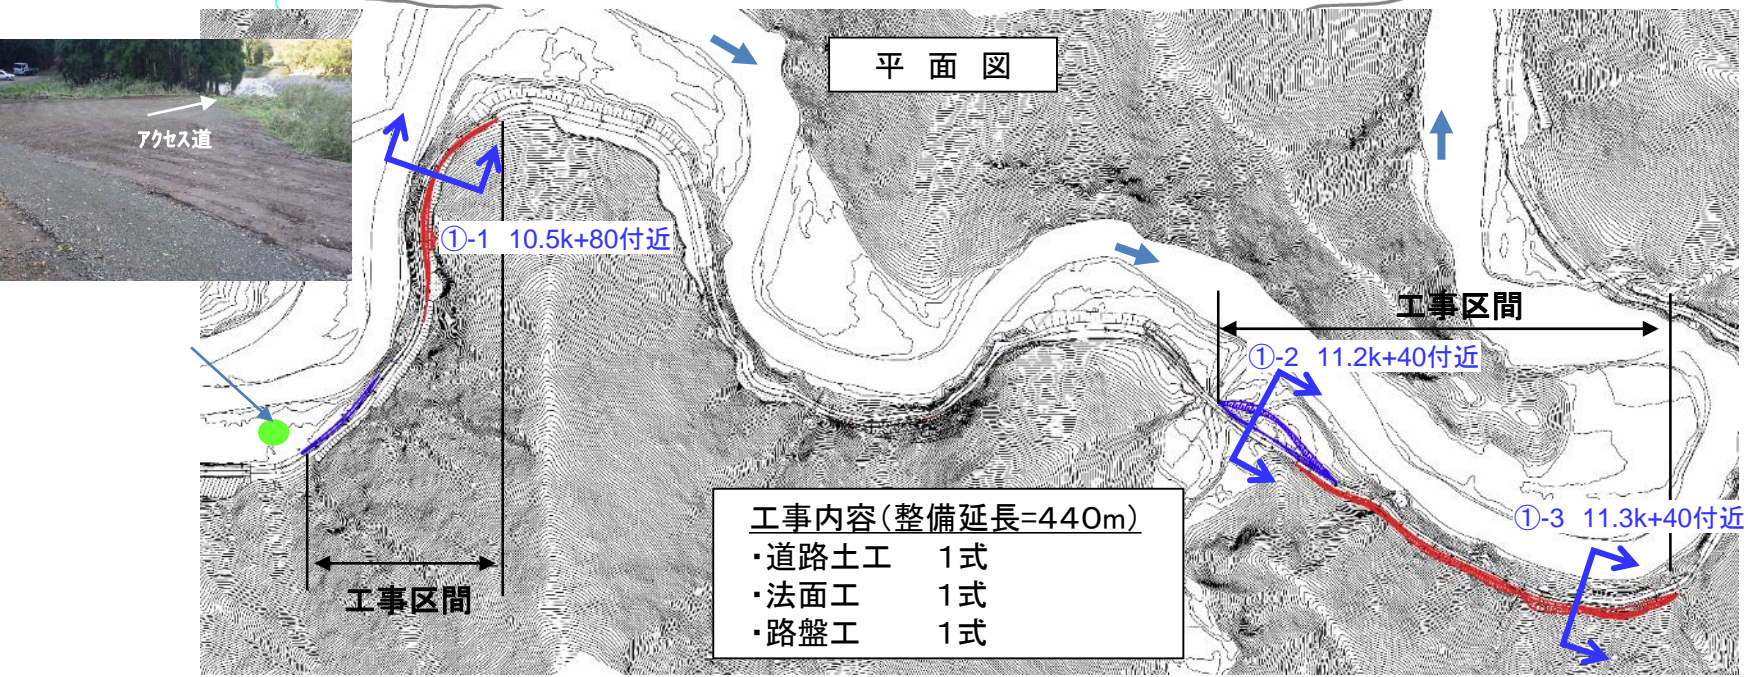 平 面 図
アクセス道
①-1 10.5k+80付近
工事区間
①-2 11.2k+40付近
①-3 11.3k+40付近
工事区間
工事内容(整備延長=440m)
・道路土工 1式
・法面工 1式
・路盤工 1式